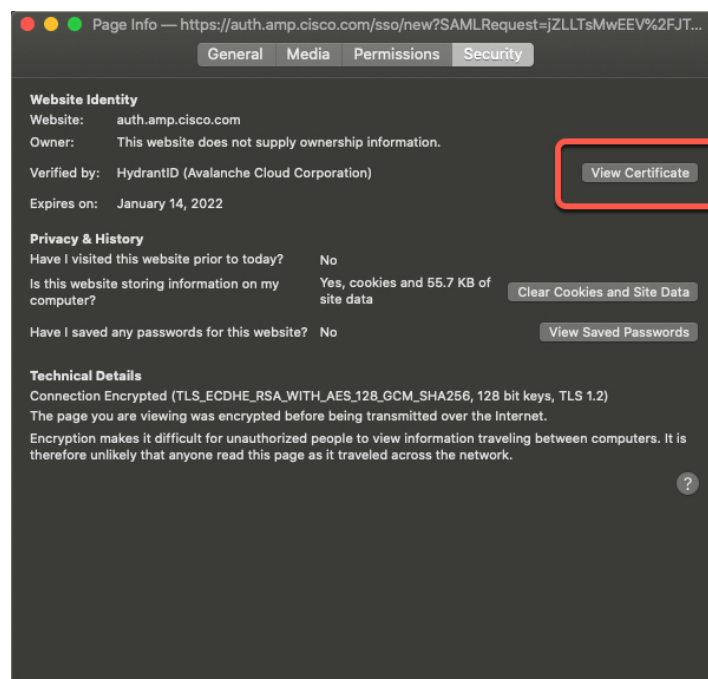 Page Info — https://auth.amp.cisco.com/sso/new?SAMLRequest=jZLLTsMwEEV%2FJT...
General Media Permissions Security
Website Identity
Website: auth.amp.cisco.com
Owner: This website does not supply ownership information.
Verified by: HydrantID (Avalanche Cloud Corporation) View Certificate
Expires on: January 14, 2022
Privacy & History
Have I visited this website prior to today? No
Is this website storing information on my computer? Yes, cookies and 55.7 KB of site data Clear Cookies and Site Data
Have I saved any passwords for this website? No View Saved Passwords
Technical Details
Connection Encrypted (TLS_ECDHE_RSA_WITH_AES_128_GCM_SHA256, 128 bit keys, TLS 1.2)
The page you are viewing was encrypted before being transmitted over the Internet.
Encryption makes it difficult for unauthorized people to view information traveling between computers. It is
therefore unlikely that anyone read this page as it traveled across the network.
?